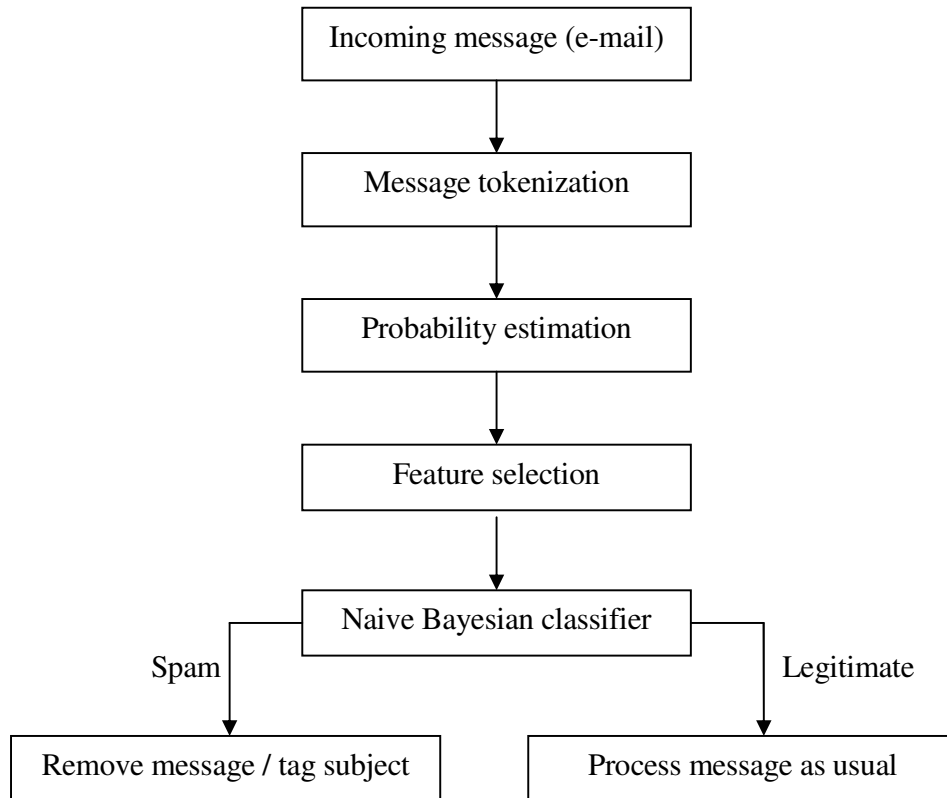 Incoming message (e-mail)
Message tokenization
Probability estimation
Feature selection
Naive Bayesian classifier
Spam
Legitimate
Remove message / tag subject
Process message as usual